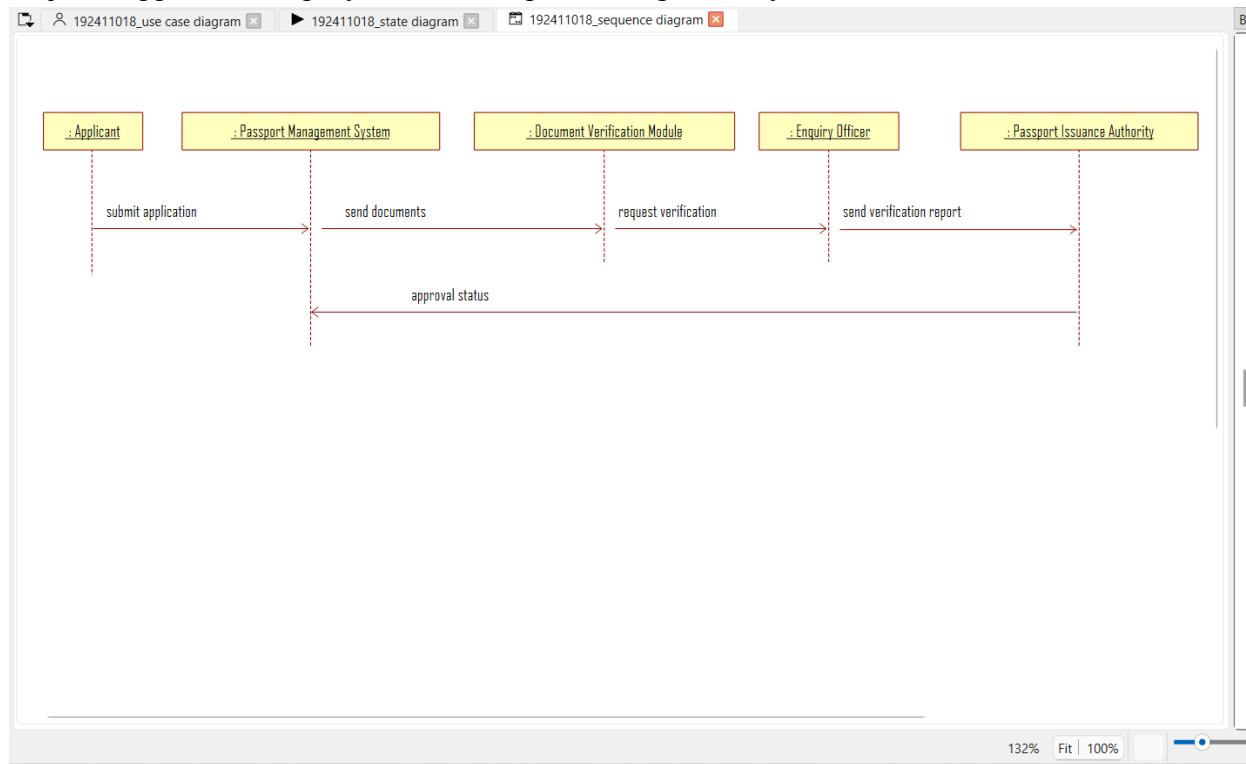 192411018_use case diagram
192411018_state diagram
192411018_sequence diagram
B
: Applicant
: Passport Management System
: Document Verification Module
: Enquiry Officer
: Passport Issuance Authority
submit application
send documents
request verification
send verification report
approval status
132%
Fit
100%